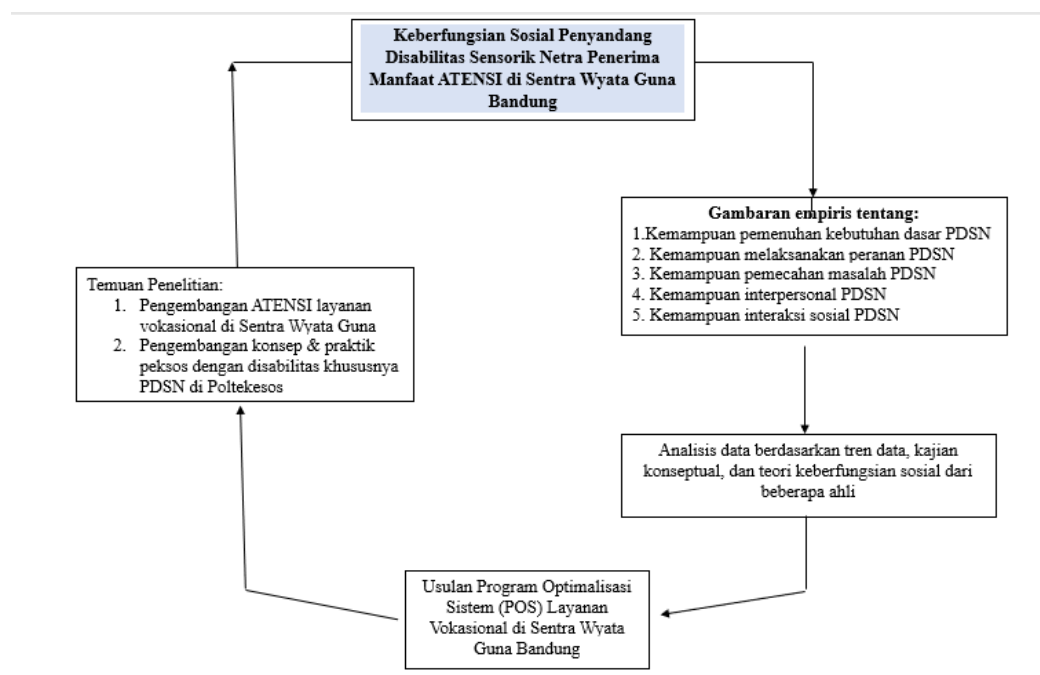 Keberfungsian Sosial Penyandang
Disabilitas Sensorik Netra Penerima
Manfaat ATENSI di Sentra Wyata Guna
Bandung
Gambaran empiris tentang:
1.Kemampuan pemenuhan kebutuhan dasar PDSN
2. Kemampuan melaksanakan peranan PDSN
3. Kemampuan pemecahan masalah PDSN
4. Kemampuan interpersonal PDSN
5. Kemampuan interaksi sosial PDSN
Analisis data berdasarkan tren data, kajian
konseptual, dan teori keberfungsian sosial dari
beberapa ahli
Usulan Program Optimalisasi
Sistem (POS) Layanan
Vokasional di Sentra Wyata
Guna Bandung
Temuan Penelitian:
1. Pengembangan ATENSI layanan
vokasional di Sentra Wyata Guna
2. Pengembangan konsep & praktik
peksos dengan disabilitas khususnya
PDSN di Poltekesos